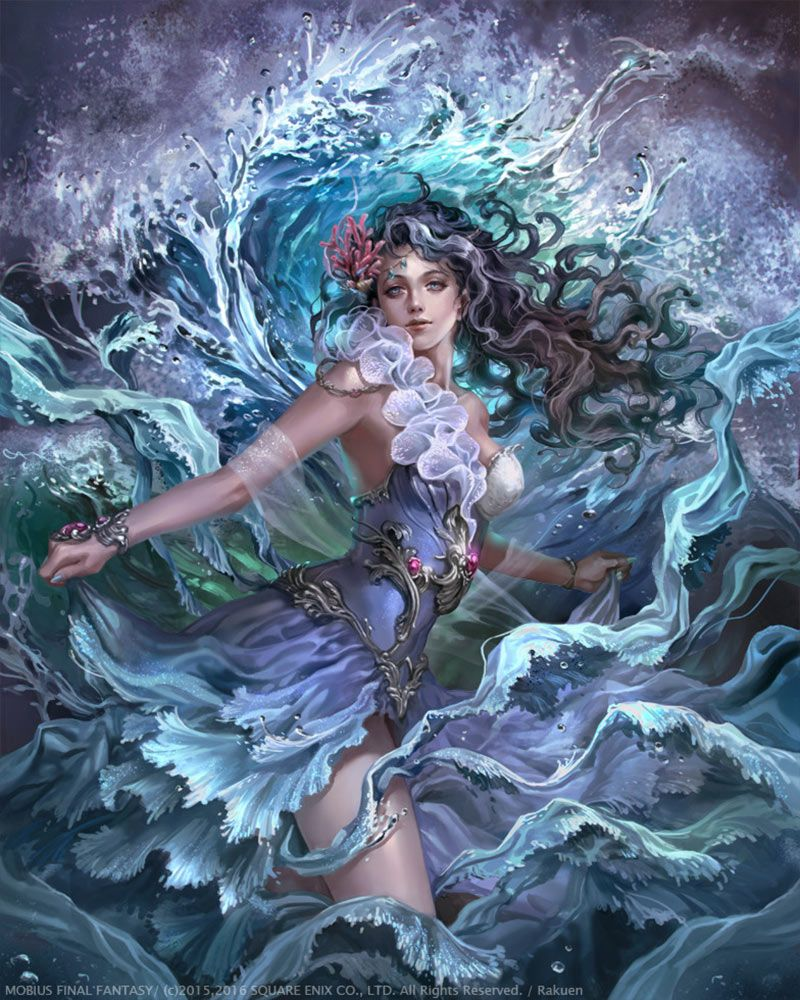 MOBIUS FINAL FANTASY/ (c)2015,2016 SQUARE ENIX CO., LTD. All Rights Reserved. / Rakuen